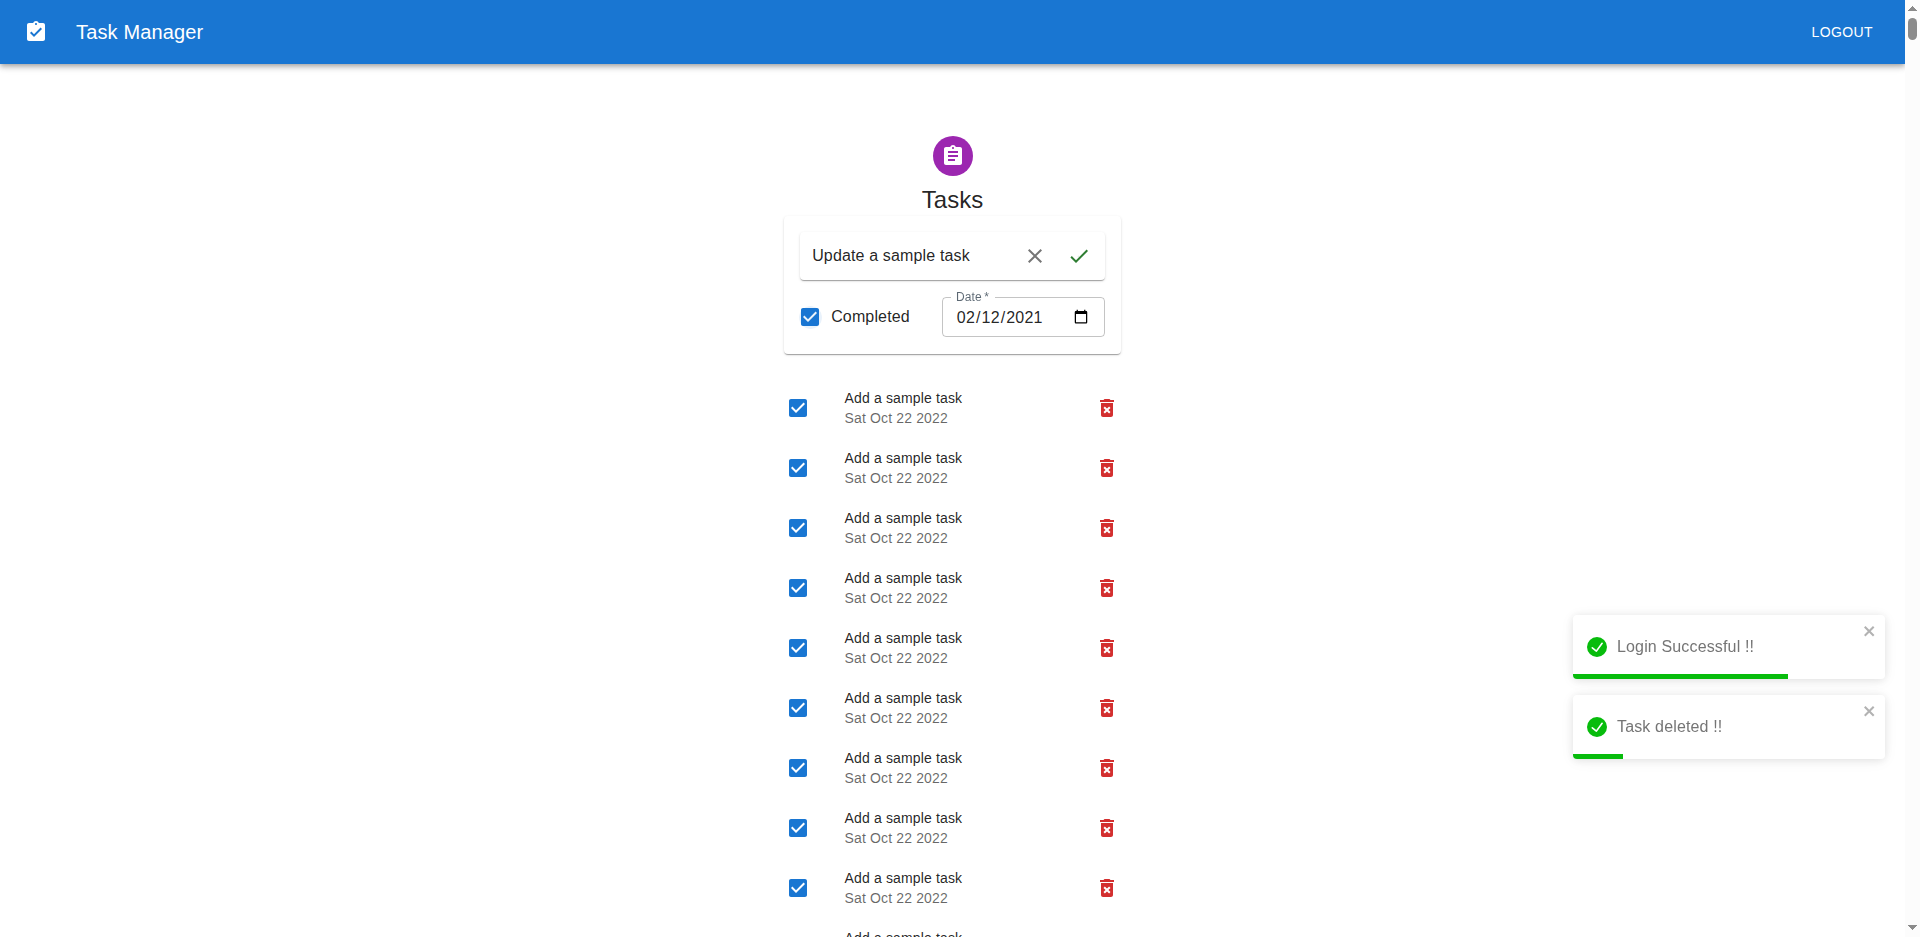 Task Manager
LOGOUT
Tasks
Update a sample task
Completed
Date *
02/12/2021
Add a sample task
Sat Oct 22 2022
Add a sample task
Sat Oct 22 2022
Add a sample task
Sat Oct 22 2022
Add a sample task
Sat Oct 22 2022
Add a sample task
Sat Oct 22 2022
Add a sample task
Sat Oct 22 2022
Add a sample task
Sat Oct 22 2022
Add a sample task
Sat Oct 22 2022
Add a sample task
Sat Oct 22 2022
Add a sample task
Login Successful !!
Task deleted !!